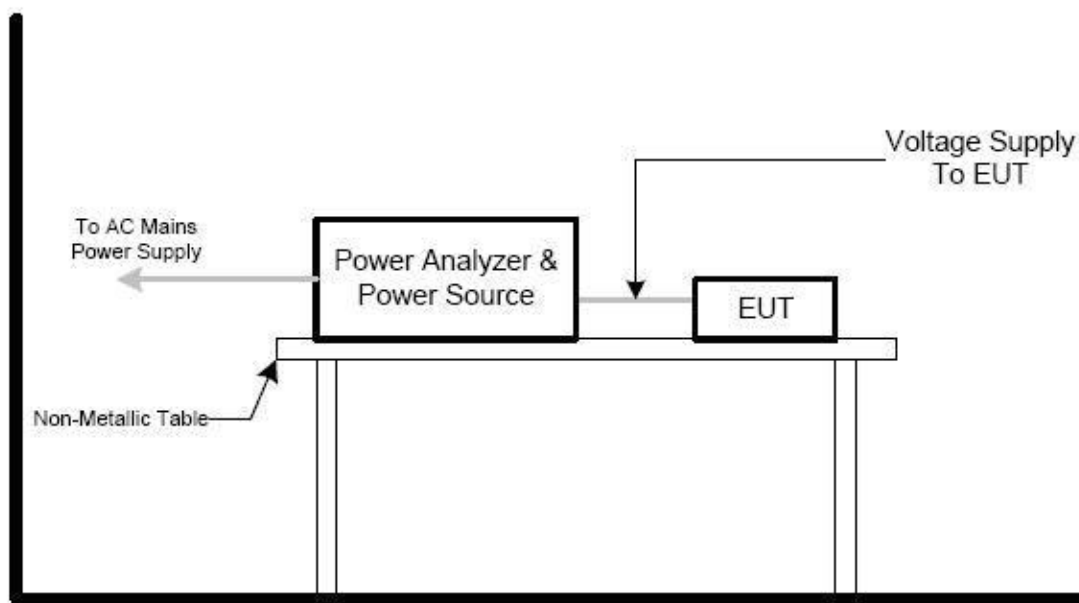 Voltage Supply
To EUT
To AC Mains
Power Supply
Power Analyzer &
Power Source
EUT
Non-Metallic Table